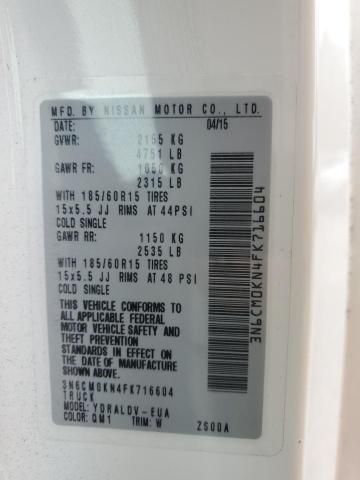 MFD. BY NISSAN MOTOR CO., LTD.
DATE: 04/15
GVWR: 2155 KG
4751 LB
GAWR FR: 1050 KG
2315 LB
WITH 185/60R15 TIRES
15x5.5 JJ RIMS AT 44PSI
COLD SINGLE
GAWR RR: 1150 KG
2535 LB
WITH 185/60R15 TIRES
15x5.5 JJ RIMS AT 48 PSI
COLD SINGLE
THIS VEHICLE CONFORMS TO
ALL APPLICABLE FEDERAL
MOTOR VEHICLE SAFETY AND
THEFT PREVENTION STANDARDS
IN EFFECT ON THE DATE OF
MANUFACTURE SHOWN ABOVE.
3N6CM0KN4FK716604
TRUCK
MODEL: YDRALDV-EUA
COLOR: QM1 TRIM: W ZS00A
3N6CM0KN4FK716604